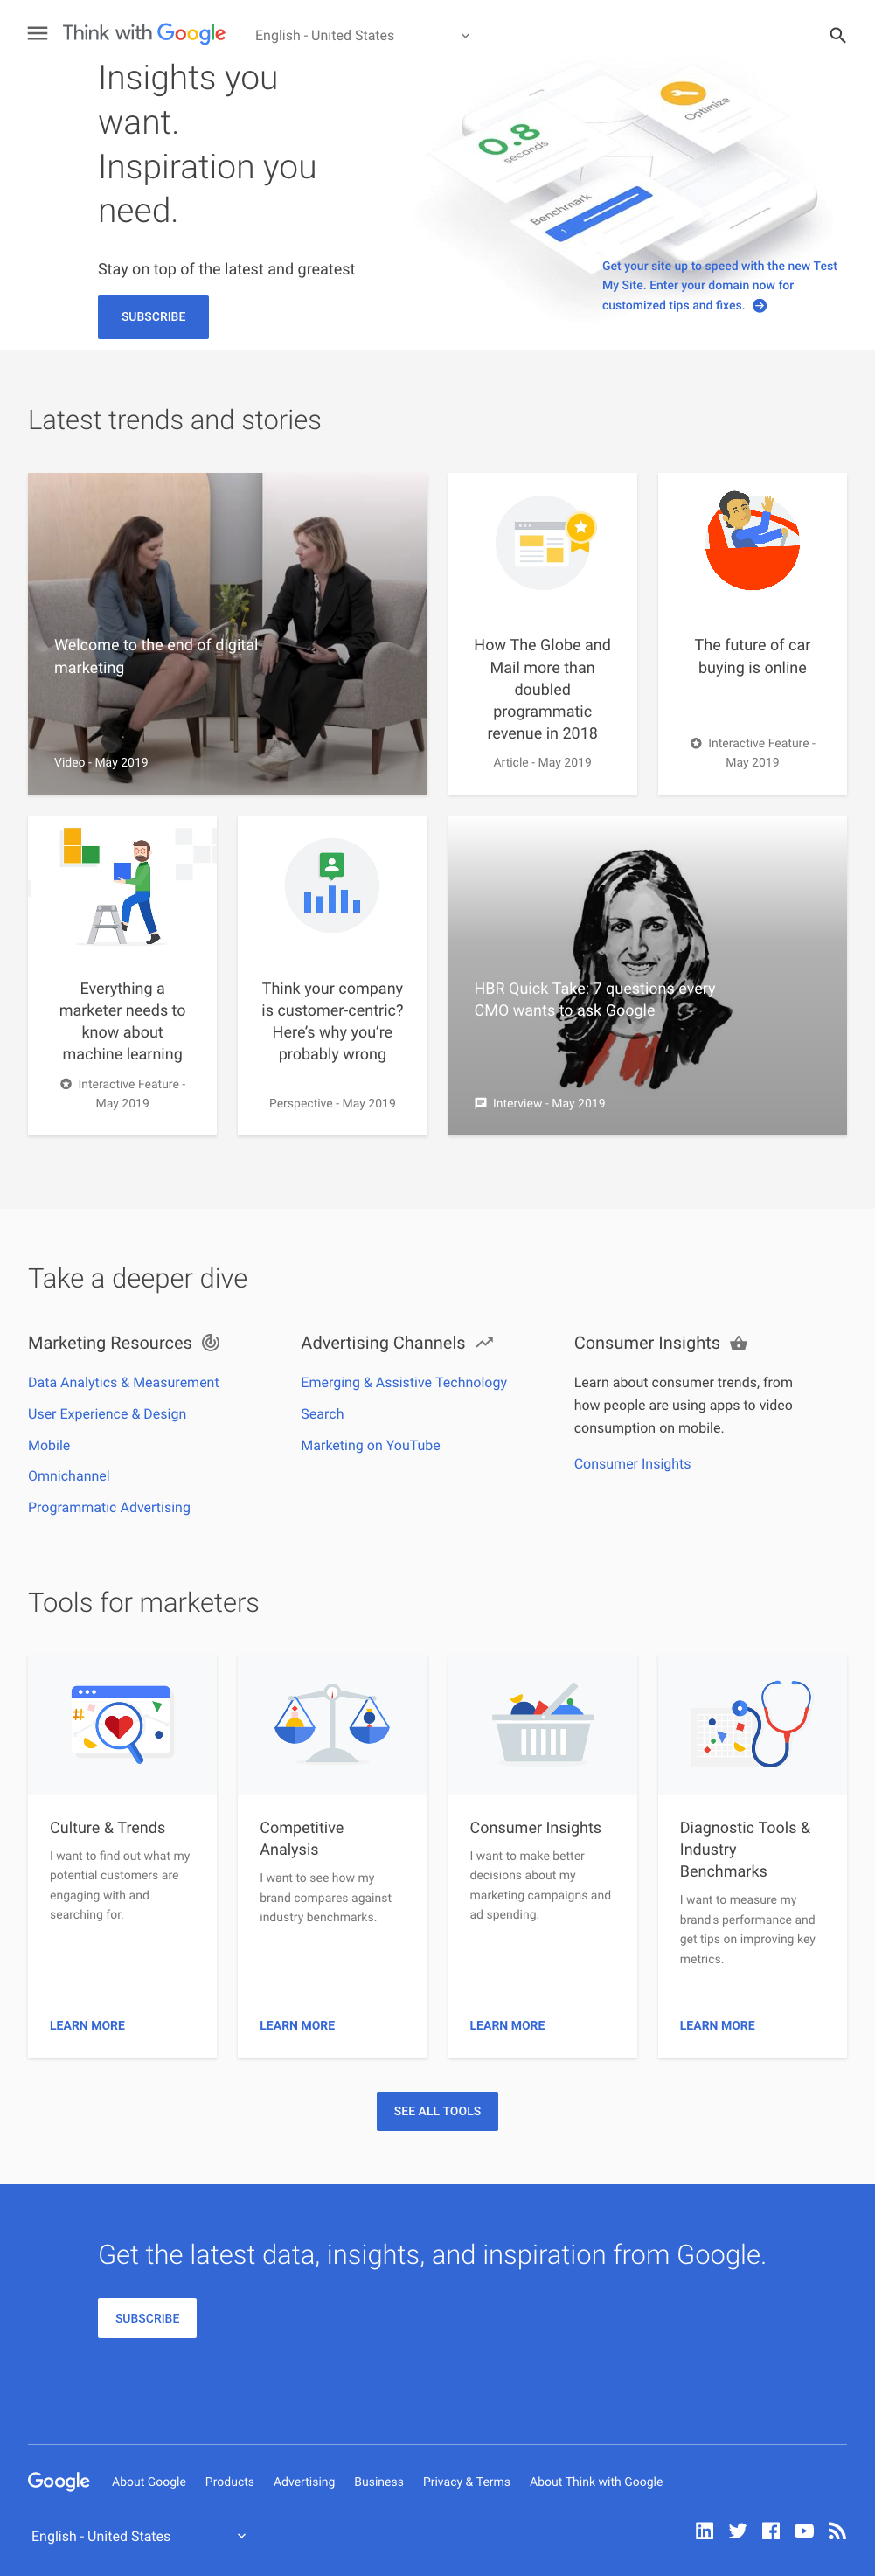 Think with Google
English - United States
Insights you
want.
Inspiration you
need.
Stay on top of the latest and greatest
SUBSCRIBE
0.8
seconds
Optimize
Benchmark
Get your site up to speed with the new Test
My Site. Enter your domain now for
customized tips and fixes.
Latest trends and stories
Welcome to the end of digital
marketing
Video - May 2019
How The Globe and
Mail more than
doubled
programmatic
revenue in 2018
Article - May 2019
The future of car
buying is online
Interactive Feature -
May 2019
Everything a
marketer needs to
know about
machine learning
Interactive Feature -
May 2019
Think your company
is customer-centric?
Here’s why you’re
probably wrong
Perspective - May 2019
HBR Quick Take: 7 questions every
CMO wants to ask Google
Interview - May 2019
Take a deeper dive
Marketing Resources
Data Analytics & Measurement
User Experience & Design
Mobile
Omnichannel
Programmatic Advertising
Advertising Channels
Emerging & Assistive Technology
Search
Marketing on YouTube
Consumer Insights
Learn about consumer trends, from
how people are using apps to video
consumption on mobile.
Consumer Insights
Tools for marketers
#
Culture & Trends
I want to find out what my
potential customers are
engaging with and
searching for.
LEARN MORE
Competitive
Analysis
I want to see how my
brand compares against
industry benchmarks.
LEARN MORE
Consumer Insights
I want to make better
decisions about my
marketing campaigns and
ad spending.
LEARN MORE
Diagnostic Tools &
Industry
Benchmarks
I want to measure my
brand's performance and
get tips on improving key
metrics.
LEARN MORE
SEE ALL TOOLS
Get the latest data, insights, and inspiration from Google.
SUBSCRIBE
Google
About Google
Products
Advertising
Business
Privacy & Terms
About Think with Google
English - United States
in
f